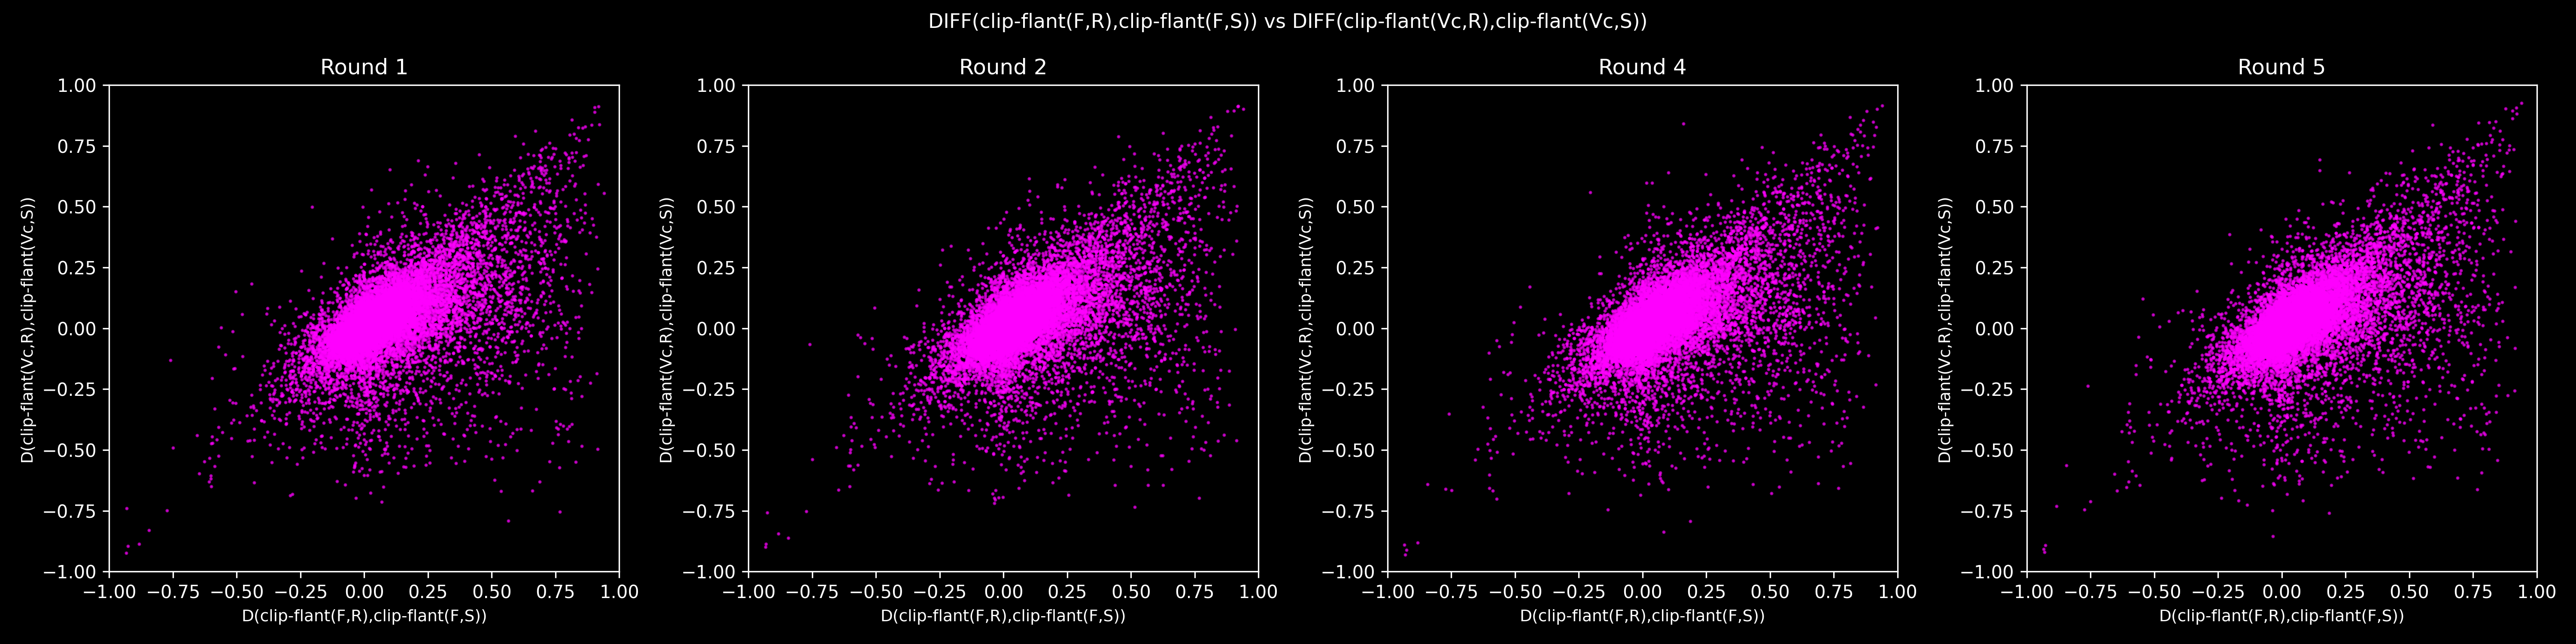 DIFF(clip-flant(F,R),clip-flant(F,S)) vs DIFF(clip-flant(Vc,R),clip-flant(Vc,S))
Round 1
1.00
0.75
0.50
0.25
0.00
−0.25
−0.50
−0.75
−1.00
D(clip-flant(Vc,R),clip-flant(Vc,S))
−1.00 −0.75 −0.50 −0.25 0.00 0.25 0.50 0.75 1.00
D(clip-flant(F,R),clip-flant(F,S))
Round 2
1.00
0.75
0.50
0.25
0.00
−0.25
−0.50
−0.75
−1.00
D(clip-flant(Vc,R),clip-flant(Vc,S))
−1.00 −0.75 −0.50 −0.25 0.00 0.25 0.50 0.75 1.00
D(clip-flant(F,R),clip-flant(F,S))
Round 4
1.00
0.75
0.50
0.25
0.00
−0.25
−0.50
−0.75
−1.00
D(clip-flant(Vc,R),clip-flant(Vc,S))
−1.00 −0.75 −0.50 −0.25 0.00 0.25 0.50 0.75 1.00
D(clip-flant(F,R),clip-flant(F,S))
Round 5
1.00
0.75
0.50
0.25
0.00
−0.25
−0.50
−0.75
−1.00
D(clip-flant(Vc,R),clip-flant(Vc,S))
−1.00 −0.75 −0.50 −0.25 0.00 0.25 0.50 0.75 1.00
D(clip-flant(F,R),clip-flant(F,S))